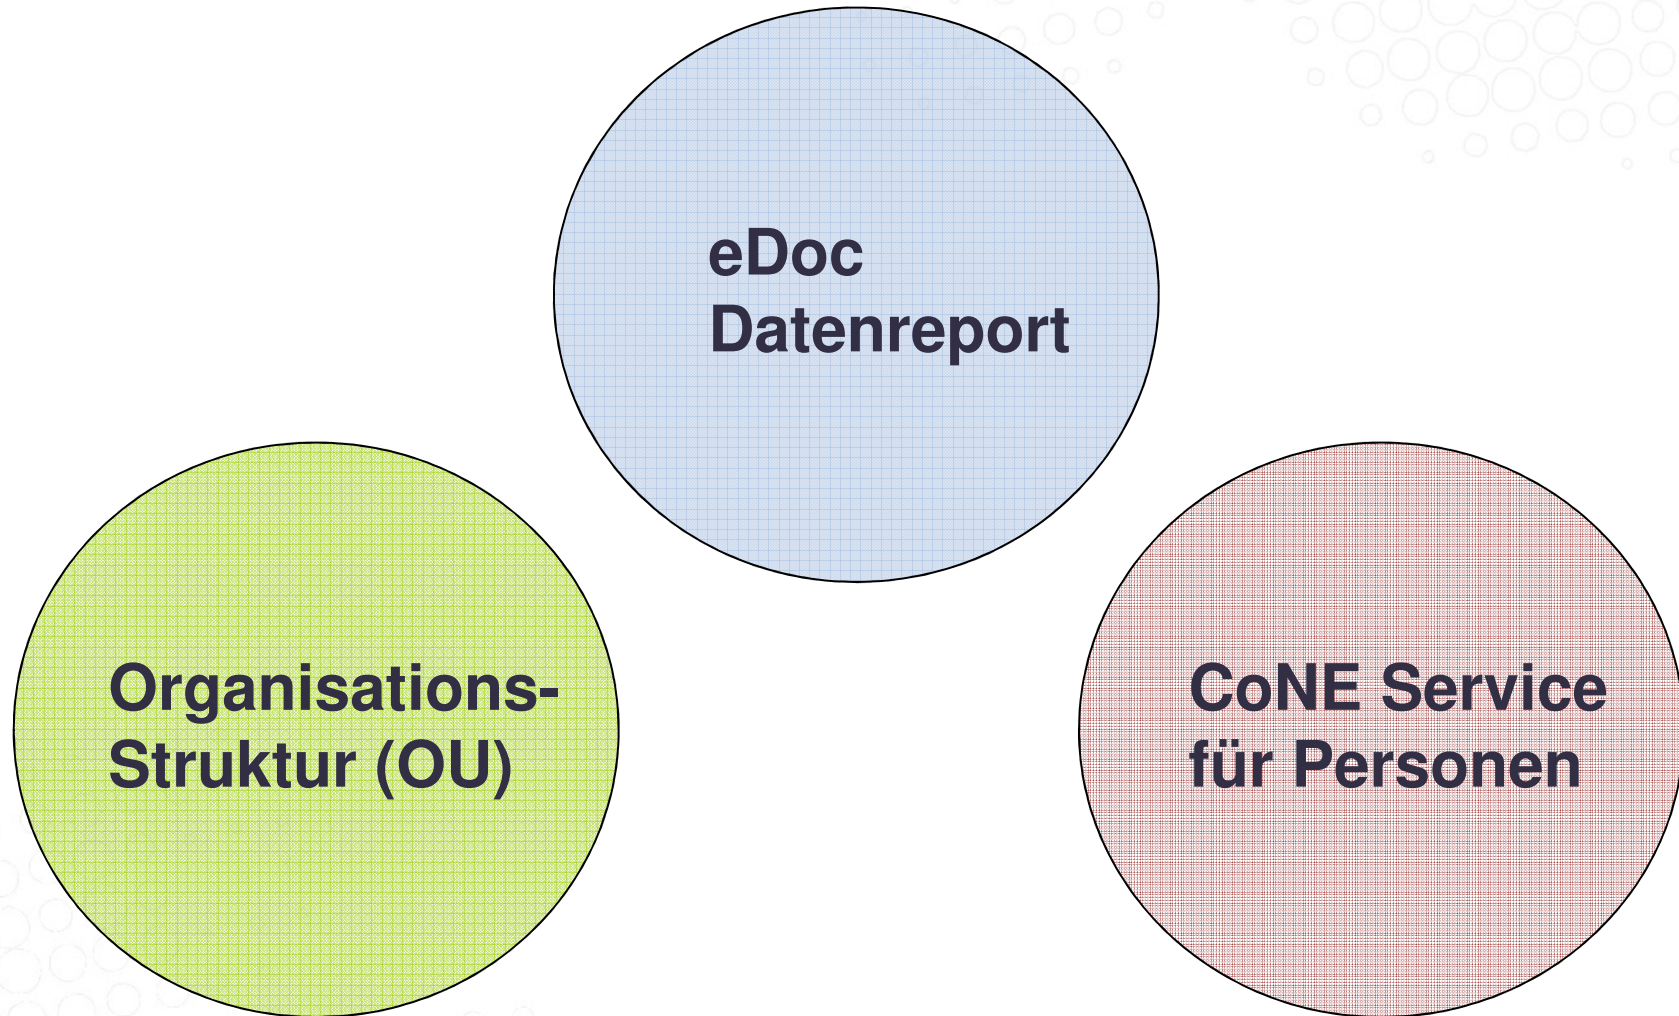 eDoc
Datenreport
Organisations-
Struktur (OU)
CoNE Service
für Personen